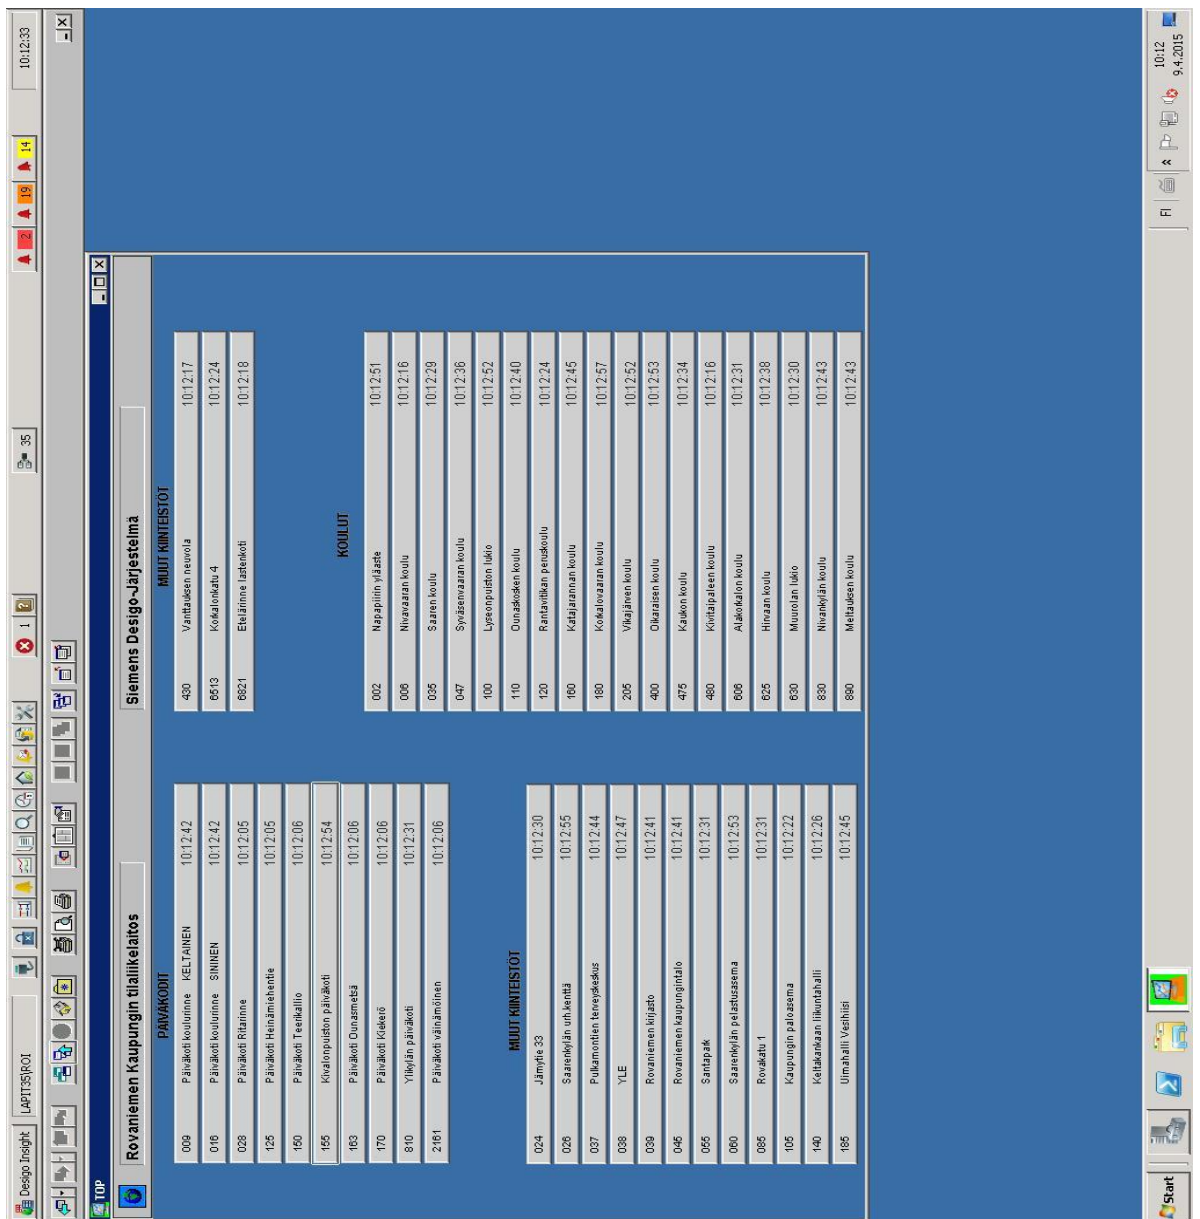 Desigo Insight LAPIT35\ROI 1 35 2 19 14 10:12:33
TOP
Rovaniemen Kaupungin tilaliikelaitos Siemens Desigo-Jarjestelmä
PÄIVÄKODIT
009 Päiväkoti koulurinne KELTAINEN 10:12:42
016 Päiväkoti koulurinne SININEN 10:12:42
028 Päiväkoti Ritarinne 10:12:05
125 Päiväkoti Heinämiehentie 10:12:05
150 Päiväkoti Teerikallio 10:12:06
155 Kivalonpuiston päiväkoti 10:12:54
163 Päiväkoti Ounasmetsä 10:12:06
170 Päiväkoti Kiekerö 10:12:06
810 Ylikylän päiväkoti 10:12:31
2161 Päiväkoti väinämöinen 10:12:06
MUUT KIINTEISTÖT
024 Jämytie 33 10:12:30
026 Saarenkylä/n urh.kenttä 10:12:55
037 Pulkamontien terveyskeskus 10:12:44
038 YLE 10:12:47
039 Rovaniemen kirjasto 10:12:41
045 Rovaniemen kaupungintalo 10:12:41
055 Santapark 10:12:31
060 Saarenkylän pelastusasema 10:12:53
085 Rovakatu 1 10:12:31
105 Kaupungin paloasema 10:12:22
140 Keltakankaan liikuntahalli 10:12:26
185 Uimahalli Vesihiisi 10:12:45
MUUT KIINTEISTÖT
430 Vanttauksen neuvola 10:12:17
6513 Korkalonkatu 4 10:12:24
6821 Etelärinne lastenkoti 10:12:18
KOULUT
002 Napapiirin yläaste 10:12:51
006 Nivavaaran koulu 10:12:16
035 Saaren koulu 10:12:29
047 Syväsenvaaran koulu 10:12:36
100 Lyseonpuiston lukio 10:12:52
110 Ounaskosken koulu 10:12:40
120 Rantavitikan peruskoulu 10:12:24
160 Katajarannan koulu 10:12:45
180 Korkalovaaran koulu 10:12:57
205 Vikajärven koulu 10:12:52
400 Oikaraisen koulu 10:12:53
475 Kaukon koulu 10:12:34
480 Kivitaipaleen koulu 10:12:16
606 Alakorkalon koulu 10:12:31
625 Hirvaan koulu 10:12:38
630 Muurolan lukio 10:12:30
830 Nivankylän koulu 10:12:43
890 Meltauksen koulu 10:12:43
Start FI 10:12
9.4.2015